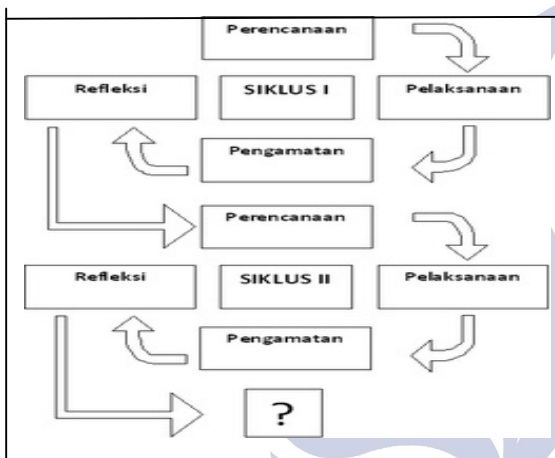 Perencanaan
Refleksi
SIKLUS I
Pelaksanaan
Pengamatan
Perencanaan
Refleksi
SIKLUS II
Pelaksanaan
Pengamatan
?